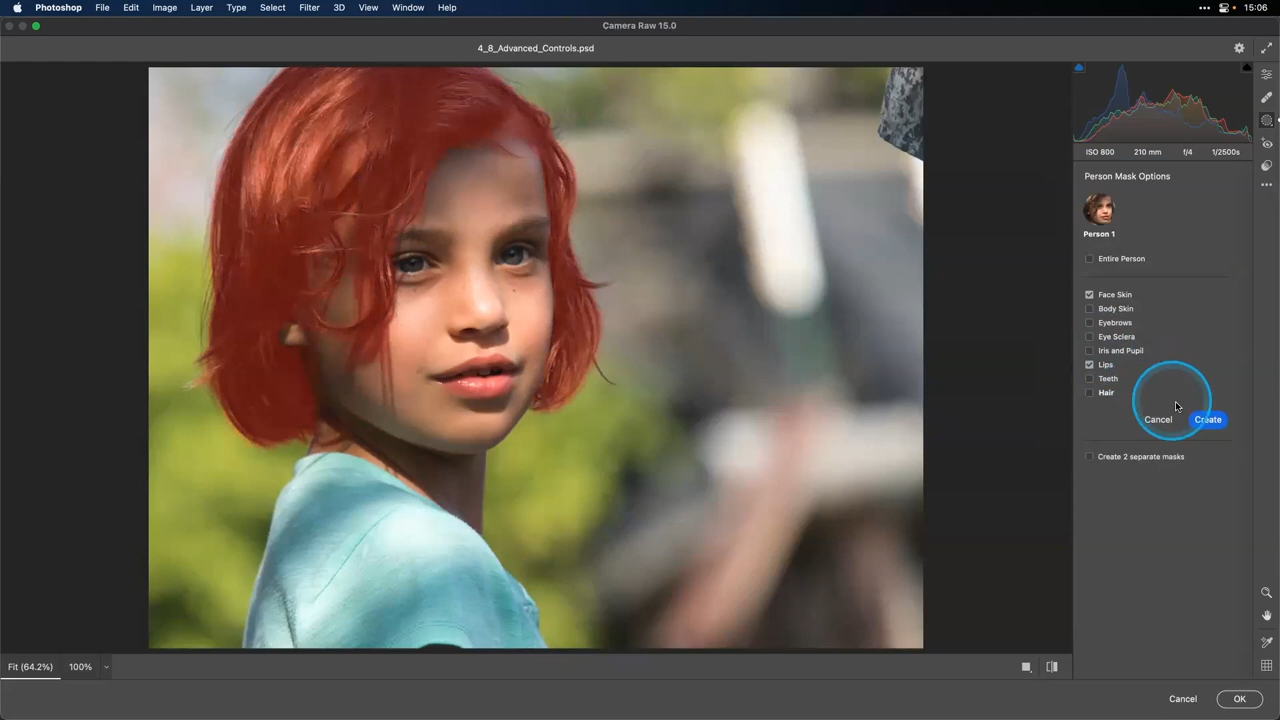 Photoshop File Edit Image Layer Type Select Filter 3D View Window Help 15:06
Camera Raw 15.0
4_8_Advanced_Controls.psd
ISO 800 210 mm f/4 1/2500s
Person Mask Options
Person 1
Entire Person
Face Skin
Body Skin
Eyebrows
Eye Sclera
Iris and Pupil
Lips
Teeth
Hair
Cancel Create
Create 2 separate masks
Fit (64.2%) 100%
Cancel OK